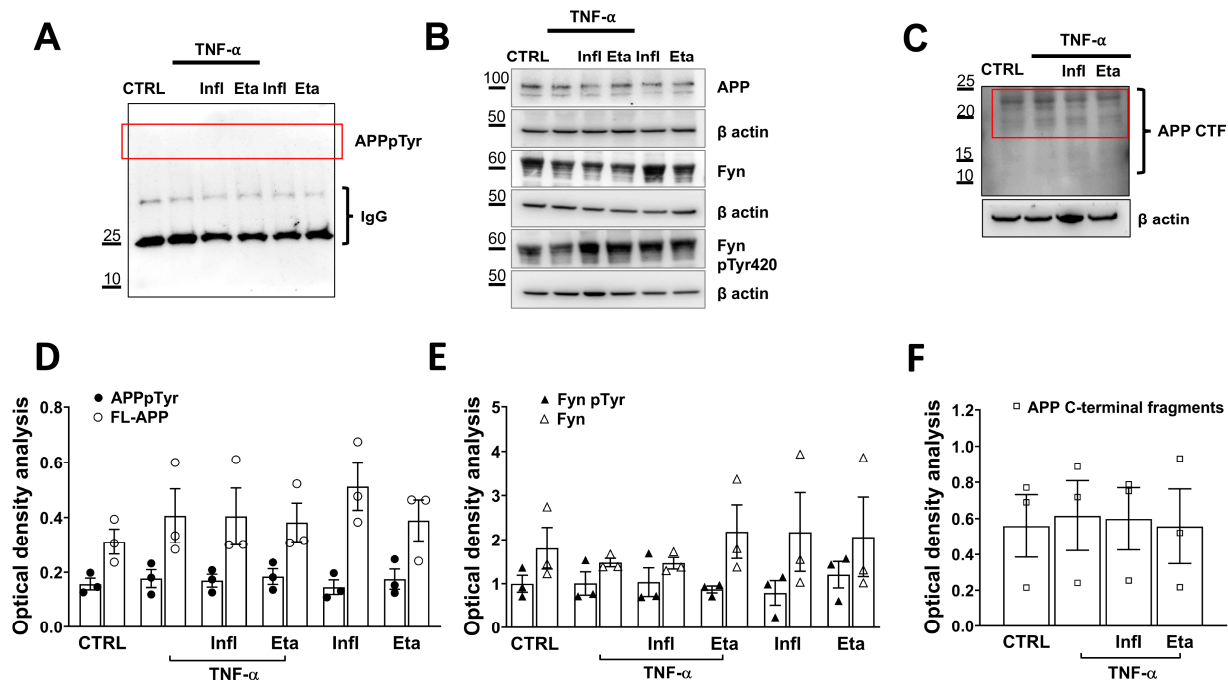 A
TNF-α
CTRL Infl Eta Infl Eta
APPpTyr
IgG
25
10
B
TNF-α
CTRL Infl Eta Infl Eta
100
APP
50
β actin
60
Fyn
50
β actin
60
Fyn
pTyr420
50
β actin
C
TNF-α
CTRL Infl Eta
25
20
15
10
APP CTF
β actin
D
APPpTyr
FL-APP
Optical density analysis
0.8
0.6
0.4
0.2
0.0
CTRL Infl Eta Infl Eta
TNF-α
E
Fyn pTyr
Fyn
Optical density analysis
5
4
3
2
1
0
CTRL Infl Eta Infl Eta
TNF-α
F
APP C-terminal fragments
Optical density analysis
1.2
1.0
0.8
0.6
0.4
0.2
0.0
CTRL Infl Eta
TNF-α